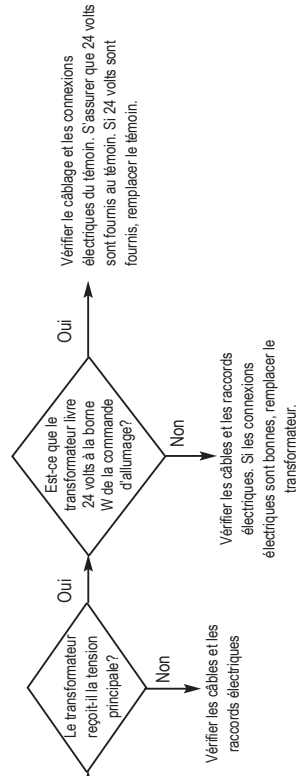 Le transformateur
reçoit-il la tension
principale?
Oui
Non
Vérifier les câbles et les
raccords électriques
Est-ce que le
transformateur livre
24 volts à la borne
W de la commande
d'allumage?
Oui
Non
Vérifier les câbles et les raccords
électriques. Si les connexions
électriques sont bonnes, remplacer le
transformateur.
Vérifier le câblage et les connexions
électriques du témoin. S'assurer que 24 volts
sont fournis au témoin. Si 24 volts sont
fournis, remplacer le témoin.